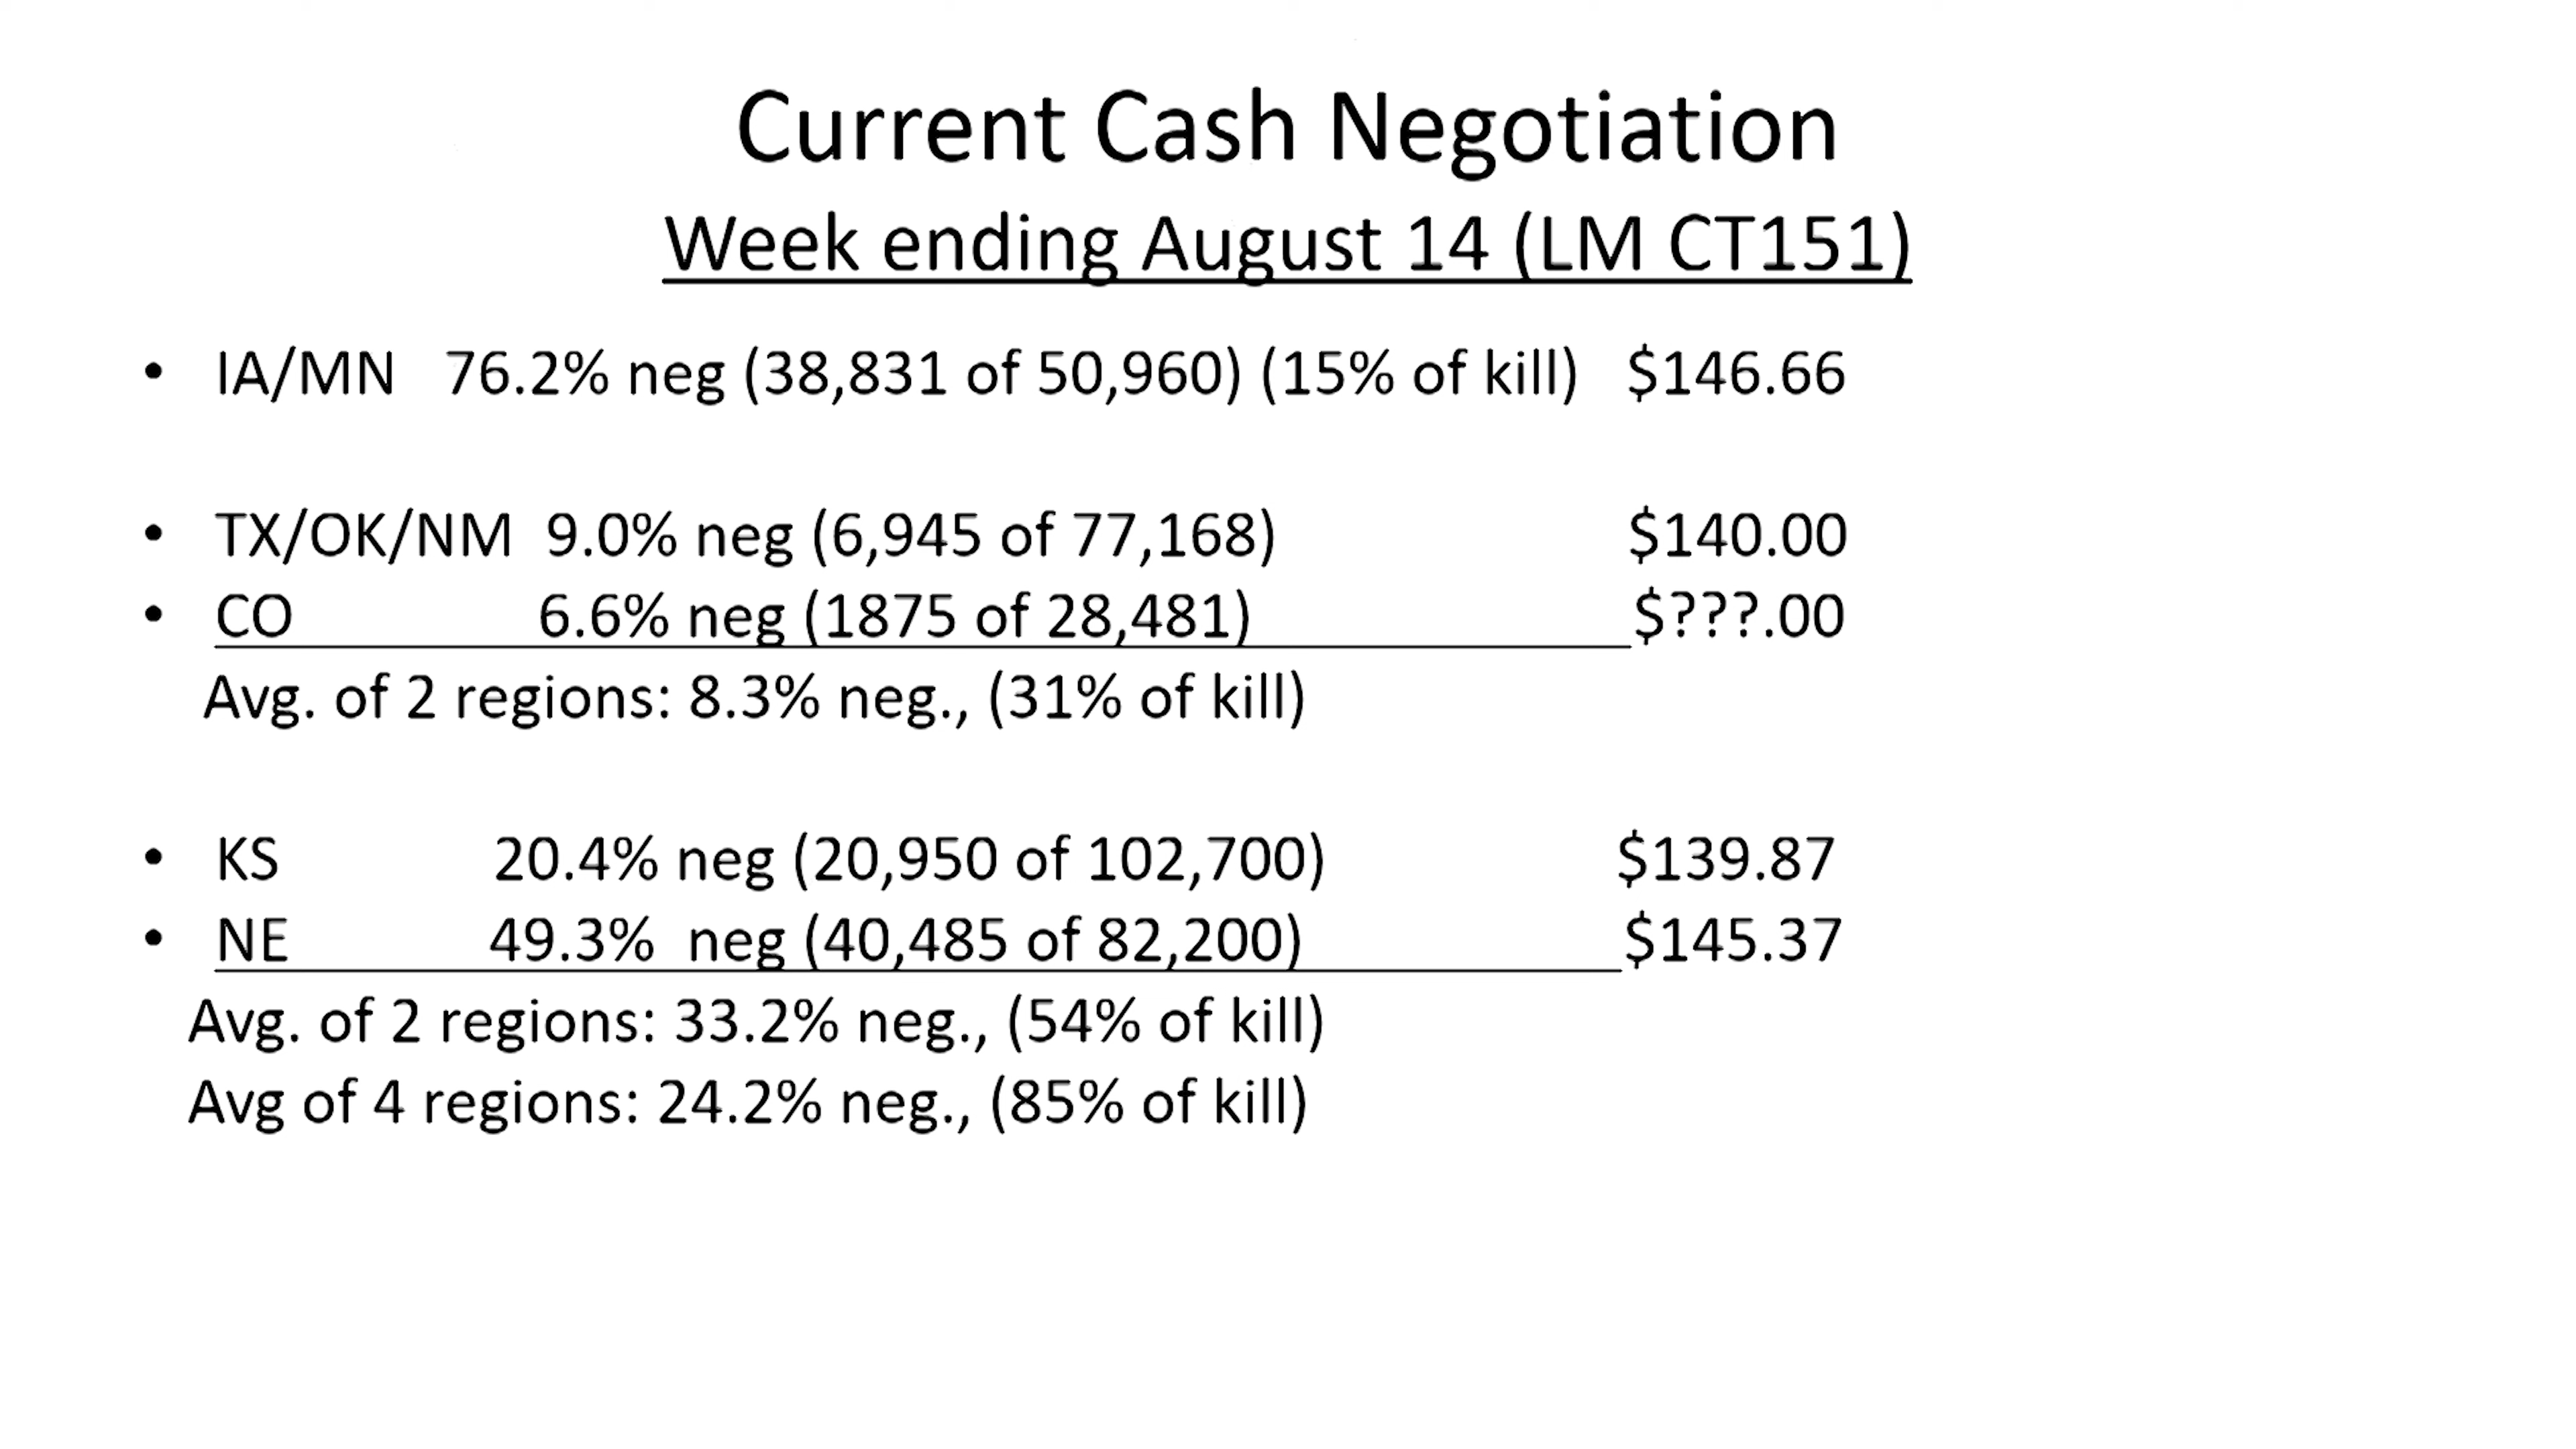 Current Cash Negotiation
Week ending August 14 (LM CT151)
• IA/MN 76.2% neg (38,831 of 50,960) (15% of kill) $146.66
• TX/OK/NM 9.0% neg (6,945 of 77,168) $140.00
• CO 6.6% neg (1875 of 28,481) $???.00
Avg. of 2 regions: 8.3% neg., (31% of kill)
• KS 20.4% neg (20,950 of 102,700) $139.87
• NE 49.3% neg (40,485 of 82,200) $145.37
Avg. of 2 regions: 33.2% neg., (54% of kill)
Avg of 4 regions: 24.2% neg., (85% of kill)